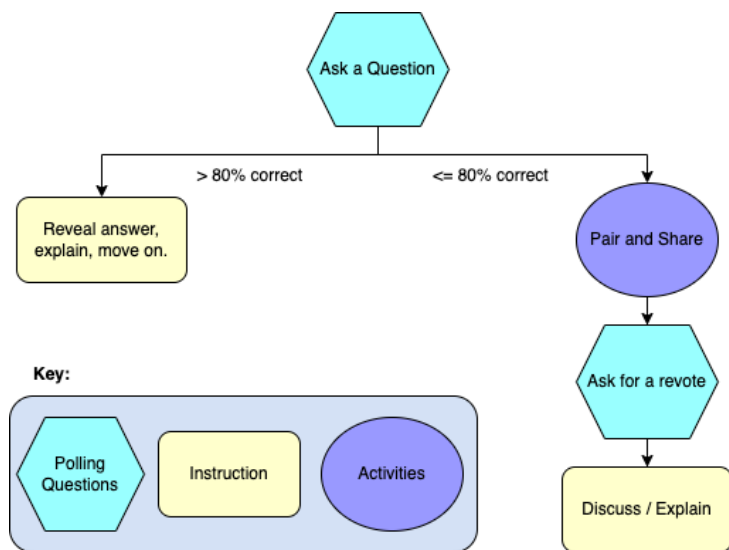 Ask a Question
> 80% correct
<= 80% correct
Reveal answer,
explain, move on.
Pair and Share
Ask for a revote
Key:
Polling
Questions
Instruction
Activities
Discuss / Explain